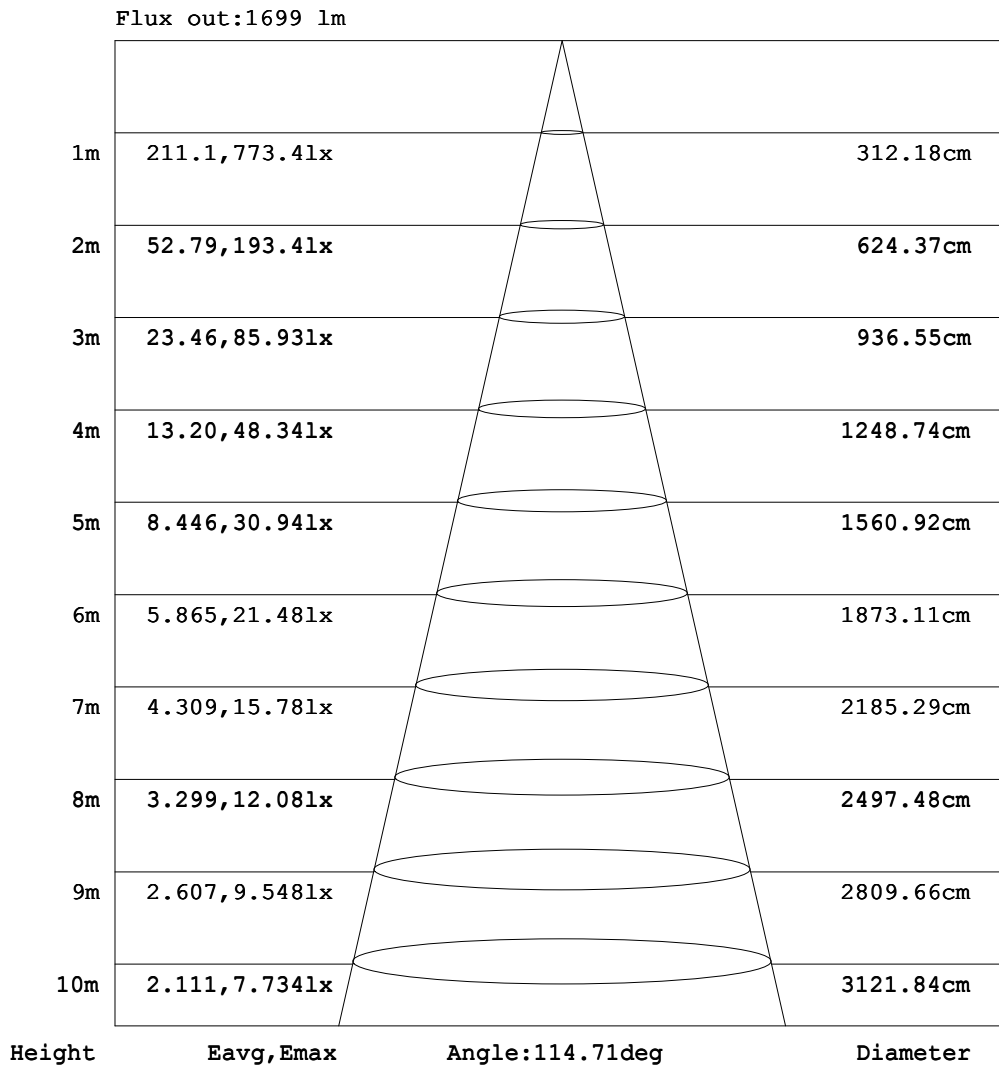 Flux out:1699 lm
1m 211.1,773.4lx 312.18cm
2m 52.79,193.4lx 624.37cm
3m 23.46,85.93lx 936.55cm
4m 13.20,48.34lx 1248.74cm
5m 8.446,30.94lx 1560.92cm
6m 5.865,21.48lx 1873.11cm
7m 4.309,15.78lx 2185.29cm
8m 3.299,12.08lx 2497.48cm
9m 2.607,9.548lx 2809.66cm
10m 2.111,7.734lx 3121.84cm
Height Eavg,Emax Angle:114.71deg Diameter